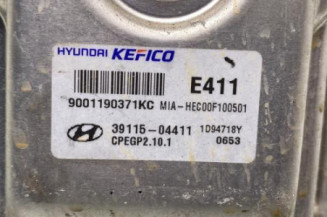 HYUNDAI KEFICO
E411
9001190371KC MIA-HEC00F100501
39115-04411 1D94718Y
CPEGP2.10.1 0653